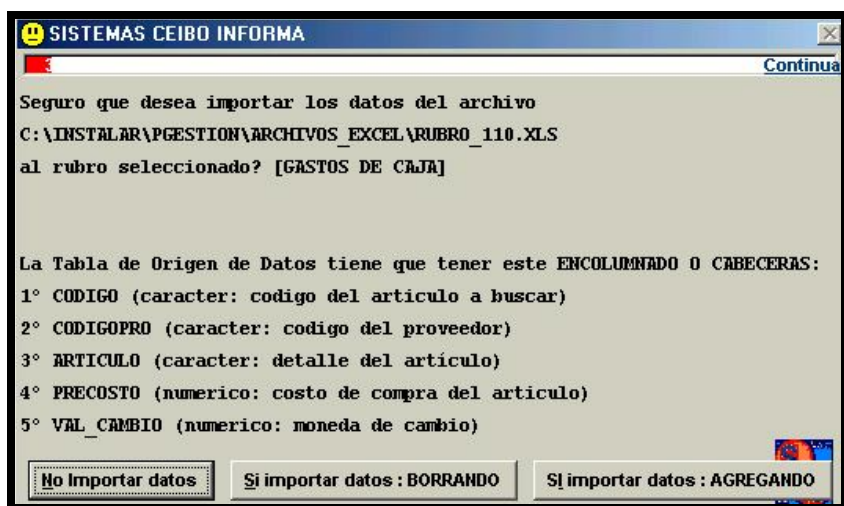 SISTEMAS CEIBO INFORMA
Continua
Seguro que desea importar los datos del archivo
C:\INSTALAR\PGESTION\ARCHIVOS_EXCEL\RUBRO_110.XLS
al rubro seleccionado? [GASTOS DE CAJA]
La Tabla de Origen de Datos tiene que tener este ENCOLUMNADO O CABECERAS:
1° CODIGO (caracter: codigo del articulo a buscar)
2° CODIGOPRO (caracter: codigo del proveedor)
3° ARTICULO (caracter: detalle del artículo)
4° PRECOSTO (numerico: costo de compra del articulo)
5° VAL_CAMBIO (numerico: moneda de cambio)
No Importar datos Si importar datos : BORRANDO SI importar datos : AGREGANDO